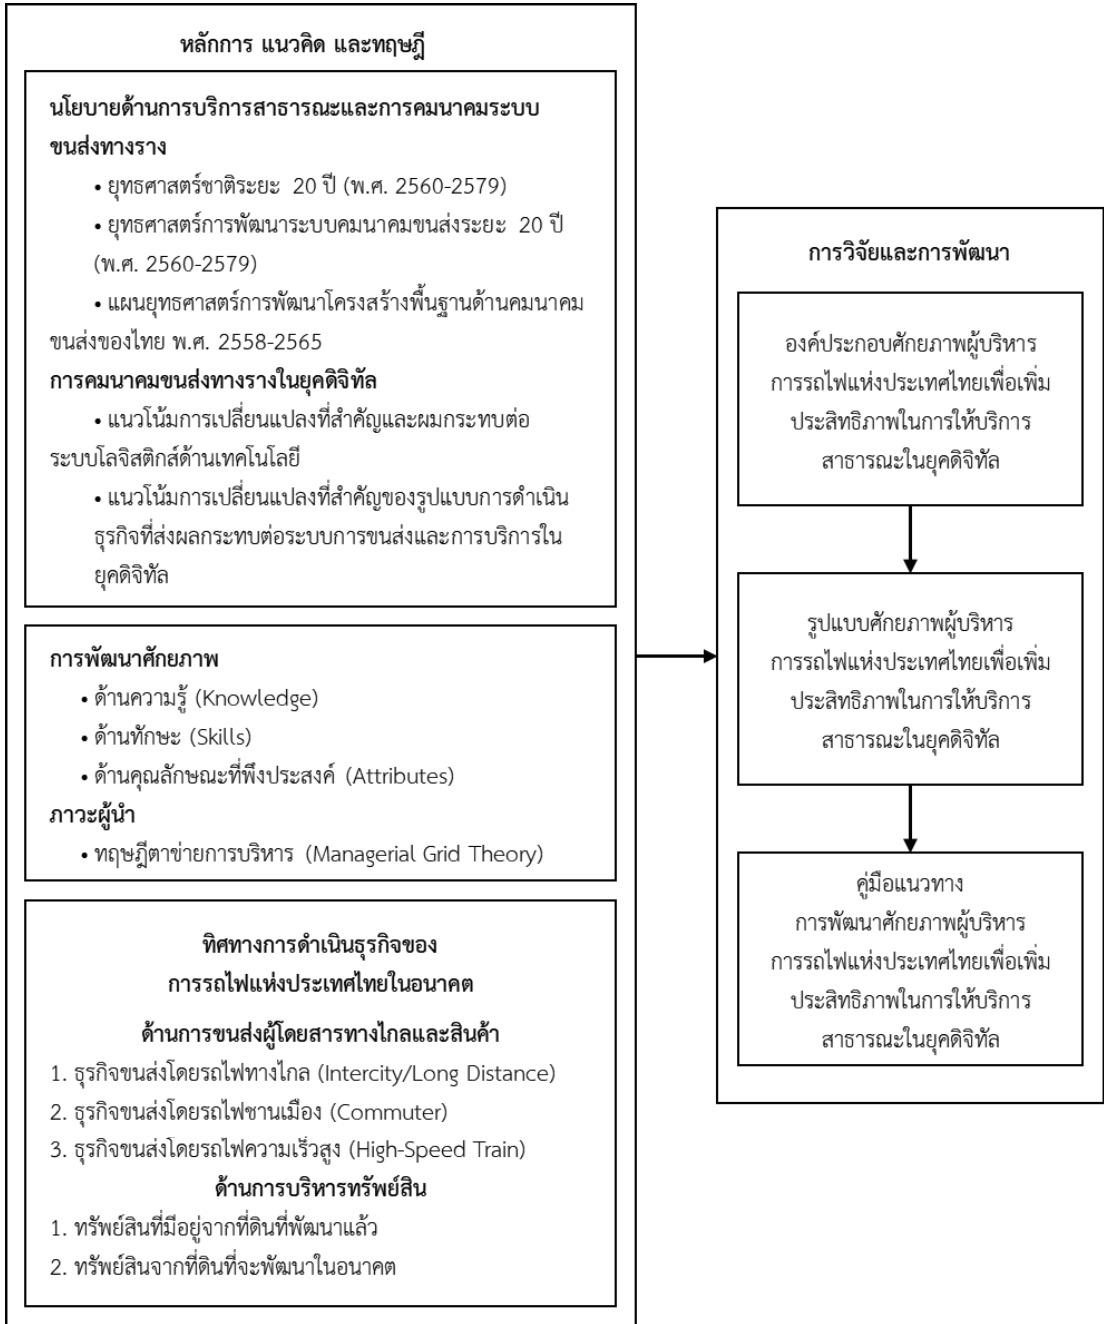 หลักการ แนวคิด และทฤษฎี
นโยบายด้านการบริการสาธารณะและการคมนาคมระบบ
ขนส่งทางราง
• ยุทธศาสตร์ชาติระยะ 20 ปี (พ.ศ. 2560-2579)
• ยุทธศาสตร์การพัฒนาระบบคมนาคมขนส่งระยะ 20 ปี
(พ.ศ. 2560-2579)
• แผนยุทธศาสตร์การพัฒนาโครงสร้างพื้นฐานด้านคมนาคม
ขนส่งของไทย พ.ศ. 2558-2565
การคมนาคมขนส่งทางรางในยุคดิจิทัล
• แนวโน้มการเปลี่ยนแปลงที่สำคัญและผมกระทบต่อ
ระบบโลจิสติกส์ด้านเทคโนโลยี
• แนวโน้มการเปลี่ยนแปลงที่สำคัญของรูปแบบการดำเนิน
ธุรกิจที่ส่งผลกระทบต่อระบบการขนส่งและการบริการใน
ยุคดิจิทัล
การพัฒนาศักยภาพ
• ด้านความรู้ (Knowledge)
• ด้านทักษะ (Skills)
• ด้านคุณลักษณะที่พึงประสงค์ (Attributes)
ภาวะผู้นำ
• ทฤษฎีตาข่ายการบริหาร (Managerial Grid Theory)
ทิศทางการดำเนินธุรกิจของ
การรถไฟแห่งประเทศไทยในอนาคต
ด้านการขนส่งผู้โดยสารทางไกลและสินค้า
1. ธุรกิจขนส่งโดยรถไฟทางไกล (Intercity/Long Distance)
2. ธุรกิจขนส่งโดยรถไฟชานเมือง (Commuter)
3. ธุรกิจขนส่งโดยรถไฟความเร็วสูง (High-Speed Train)
ด้านการบริหารทรัพย์สิน
1. ทรัพย์สินที่มีอยู่จากที่ดินที่พัฒนาแล้ว
2. ทรัพย์สินจากที่ดินที่จะพัฒนาในอนาคต
การวิจัยและการพัฒนา
องค์ประกอบศักยภาพผู้บริหาร
การรถไฟแห่งประเทศไทยเพื่อเพิ่ม
ประสิทธิภาพในการให้บริการ
สาธารณะในยุคดิจิทัล
รูปแบบศักยภาพผู้บริหาร
การรถไฟแห่งประเทศไทยเพื่อเพิ่ม
ประสิทธิภาพในการให้บริการ
สาธารณะในยุคดิจิทัล
คู่มือแนวทาง
การพัฒนาศักยภาพผู้บริหาร
การรถไฟแห่งประเทศไทยเพื่อเพิ่ม
ประสิทธิภาพในการให้บริการ
สาธารณะในยุคดิจิทัล